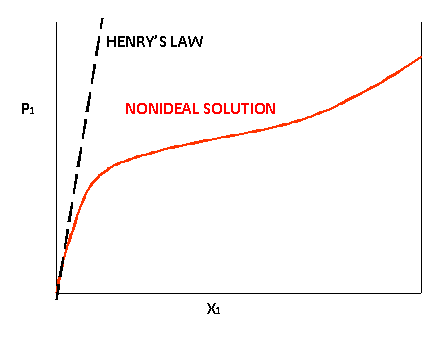 HENRY'S LAW
P1
NONIDEAL SOLUTION
X1